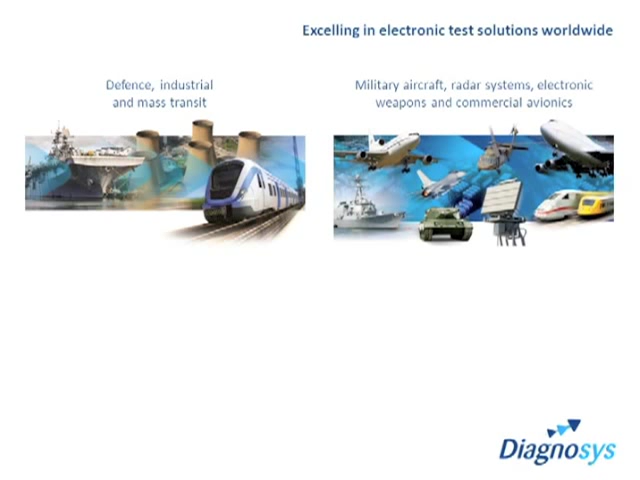 Excelling in electronic test solutions worldwide
Defence, industrial
and mass transit
Military aircraft, radar systems, electronic
weapons and commercial avionics
Diagnosys